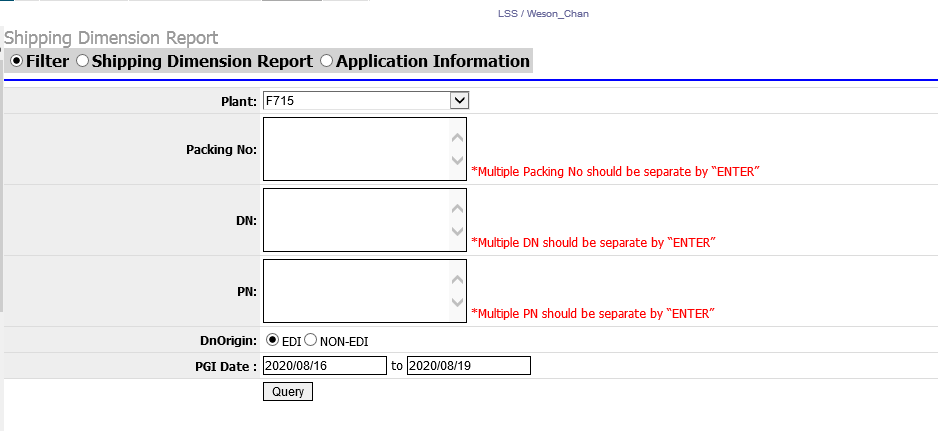 LSS / Weson_Chan
Shipping Dimension Report
Filter Shipping Dimension Report Application Information
Plant: F715
Packing No: *Multiple Packing No should be separate by “ENTER”
DN: *Multiple DN should be separate by “ENTER”
PN: *Multiple PN should be separate by “ENTER”
DnOrigin: EDI NON-EDI
PGI Date : 2020/08/16 to 2020/08/19
Query